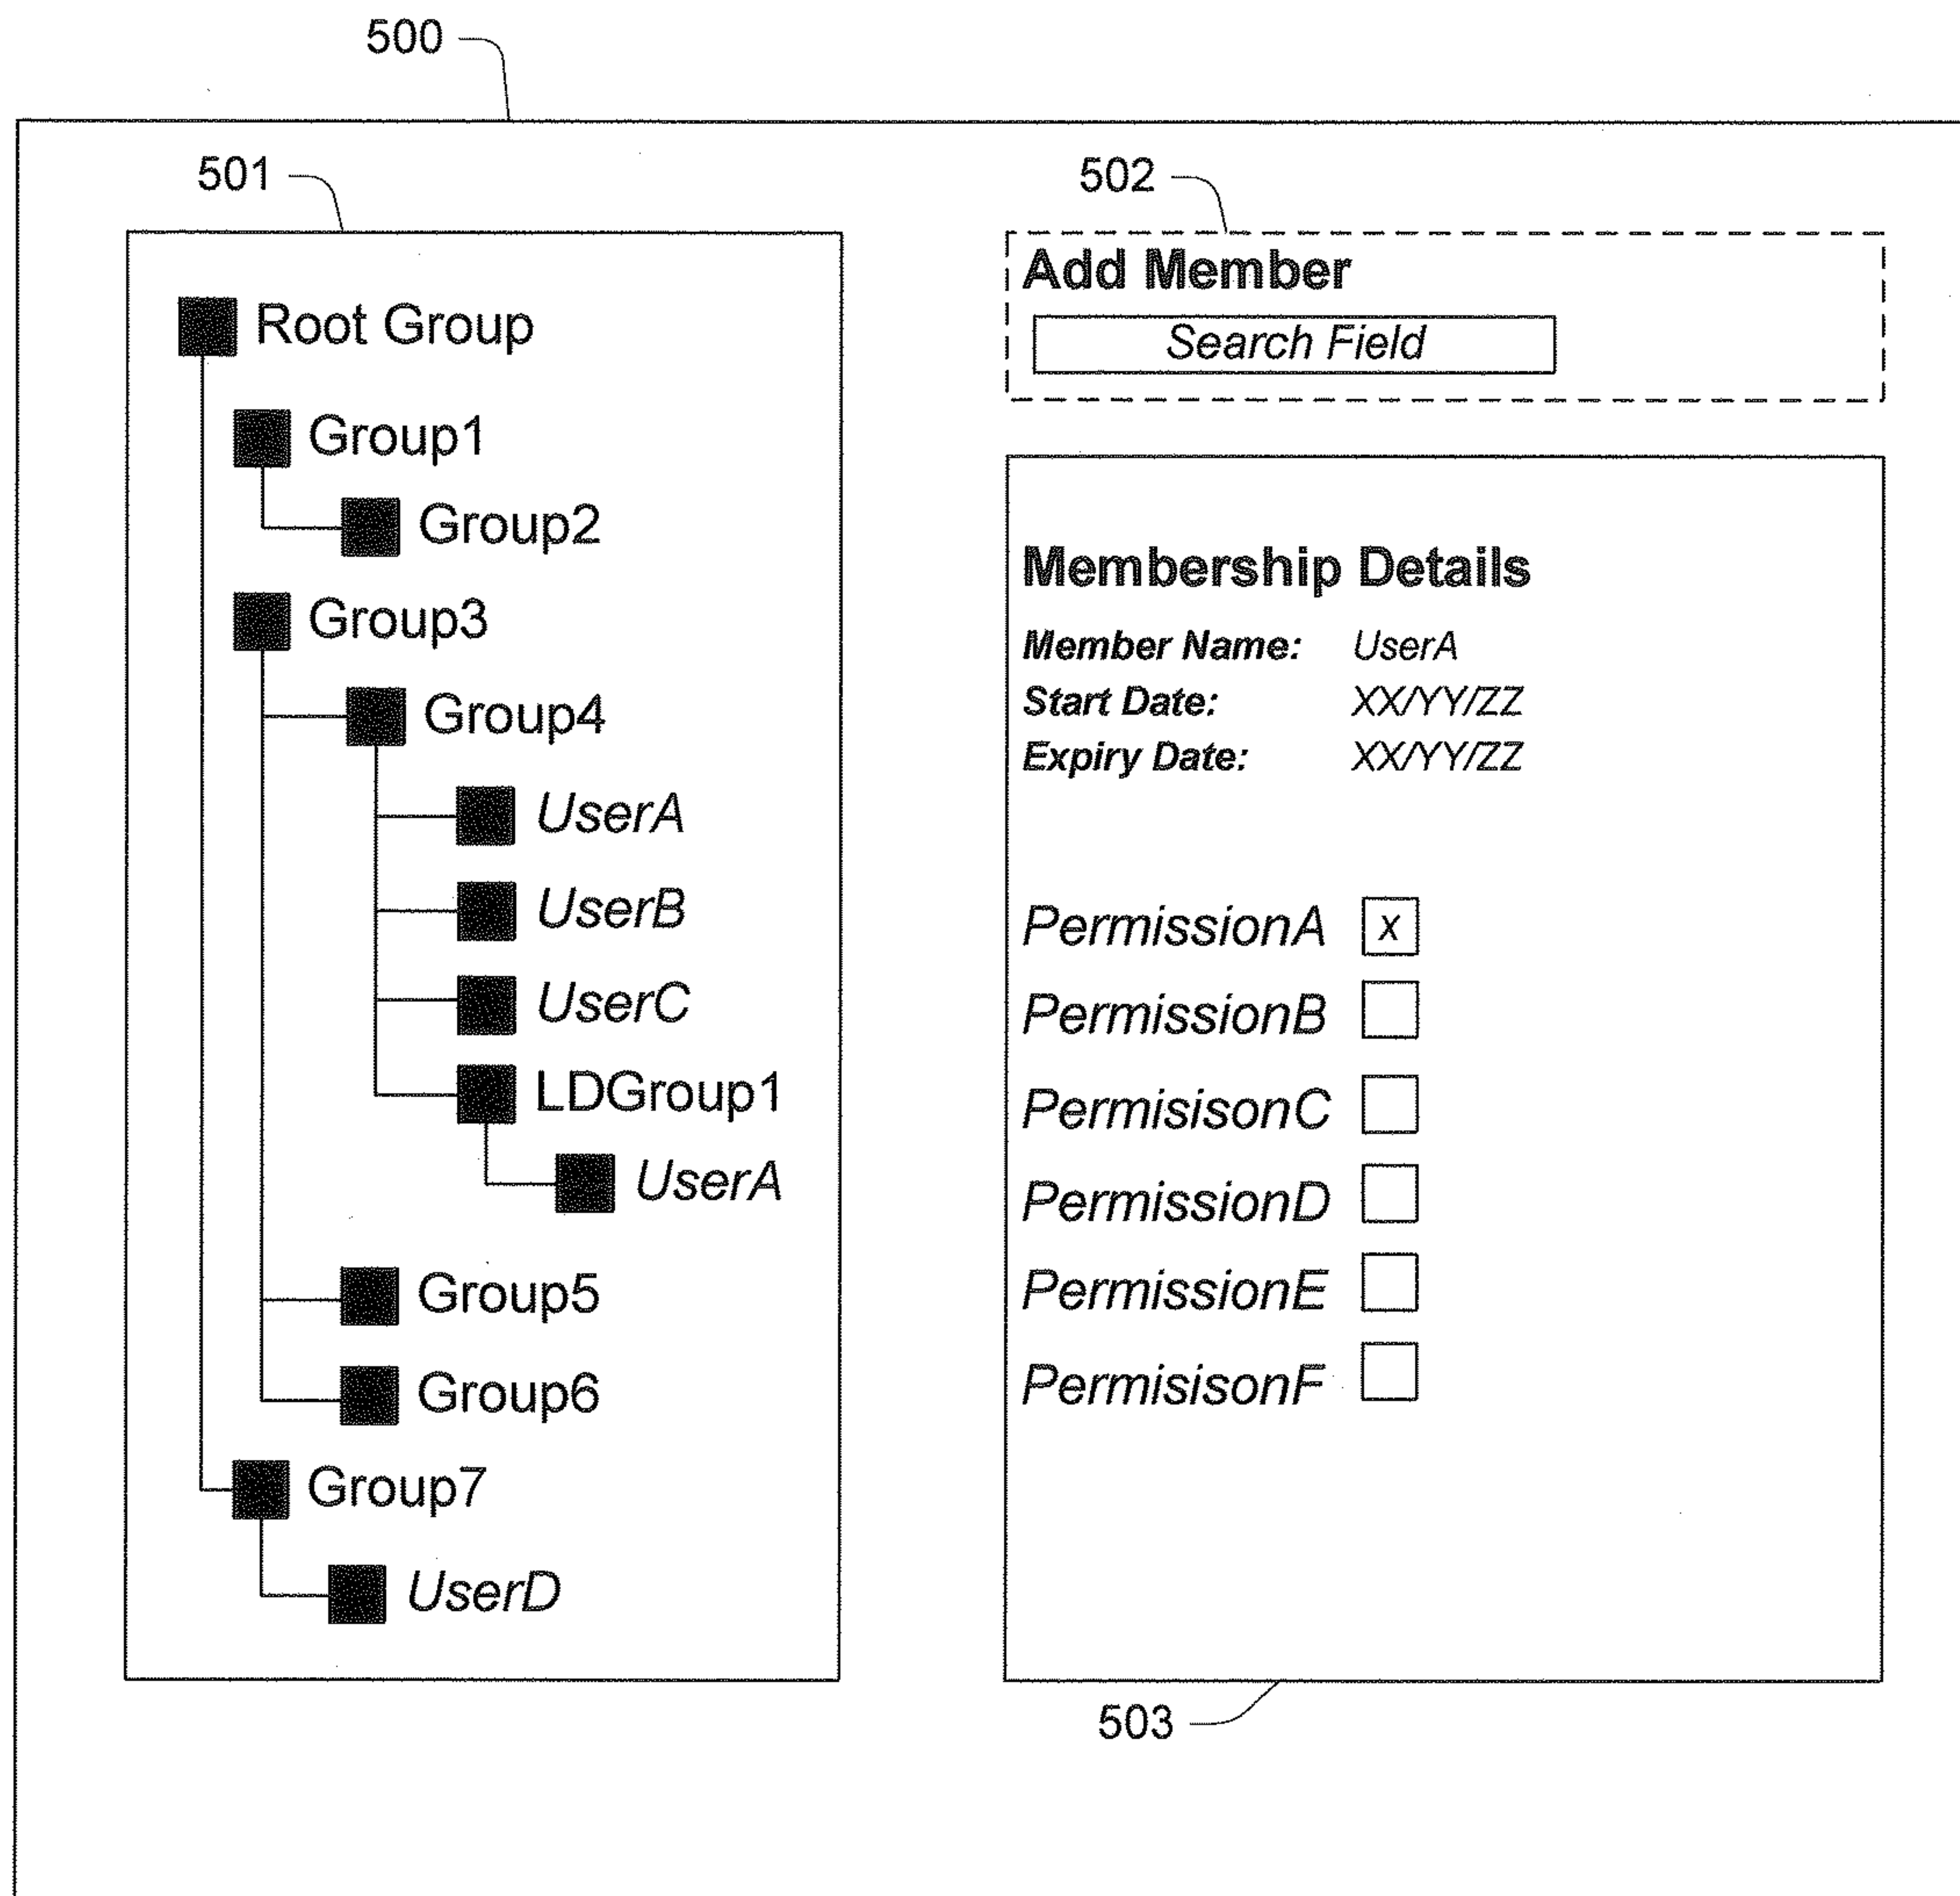 500
501
Root Group
Group1
Group2
Group3
Group4
UserA
UserB
UserC
LDGroup1
UserA
Group5
Group6
Group7
UserD
502
Add Member
Search Field
Membership Details
Member Name: UserA
Start Date: XX/YY/ZZ
Expiry Date: XX/YY/ZZ
PermissionA x
PermissionB
PermisisonC
PermissionD
PermissionE
PermisisonF
503